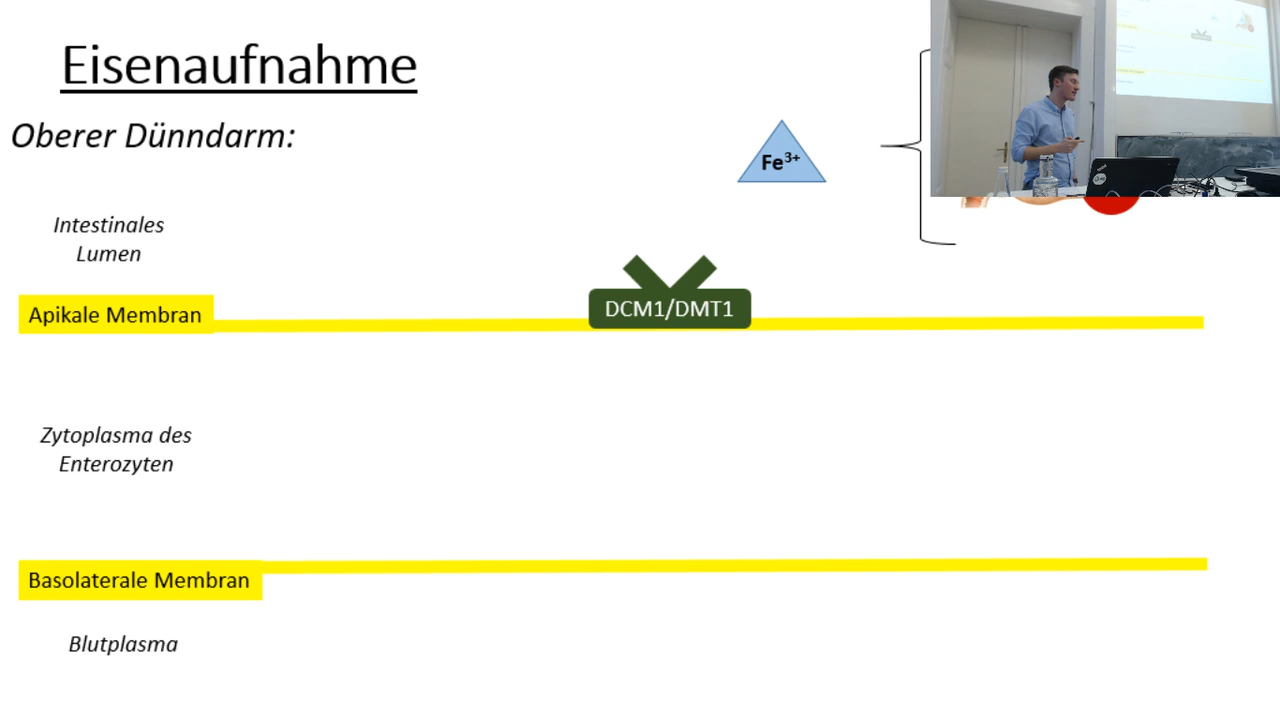 Eisenaufnahme
Oberer Dünndarm:
Fe³⁺
Intestinales
Lumen
DCM1/DMT1
Apikale Membran
Zytoplasma des
Enterozyten
Basolaterale Membran
Blutplasma